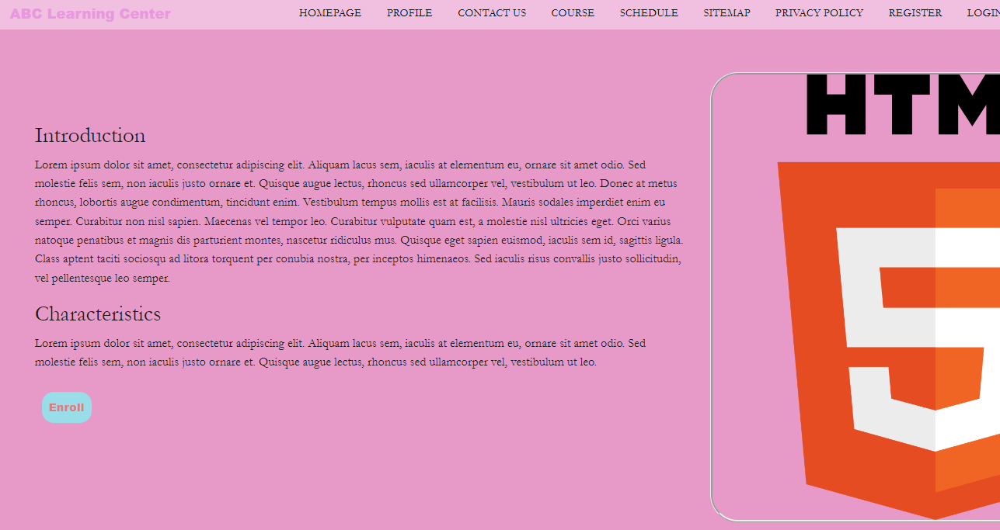 ABC Learning Center
HOMEPAGE PROFILE CONTACT US COURSE SCHEDULE SITEMAP PRIVACY POLICY REGISTER LOGIN
HTM
Introduction
Lorem ipsum dolor sit amet, consectetur adipiscing elit. Aliquam lacus sem, iaculis at elementum eu, ornare sit amet odio. Sed
molestie felis sem, non iaculis justo ornare et. Quisque augue lectus, rhoncus sed ullamcorper vel, vestibulum ut leo. Donec at metus
rhoncus, lobortis augue condimentum, tincidunt enim. Vestibulum tempus mollis est at facilisis. Mauris sodales imperdiet enim eu
semper. Curabitur non nisl sapien. Maecenas vel tempor leo. Curabitur vulputate quam est, a molestie nisl ultricies eget. Orci varius
natoque penatibus et magnis dis parturient montes, nascetur ridiculus mus. Quisque eget sapien euismod, iaculis sem id, sagittis ligula.
Class aptent taciti sociosqu ad litora torquent per conubia nostra, per inceptos himenaeos. Sed iaculis risus convallis justo sollicitudin,
vel pellentesque leo semper.
Characteristics
Lorem ipsum dolor sit amet, consectetur adipiscing elit. Aliquam lacus sem, iaculis at elementum eu, ornare sit amet odio. Sed
molestie felis sem, non iaculis justo ornare et. Quisque augue lectus, rhoncus sed ullamcorper vel, vestibulum ut leo.
Enroll
5